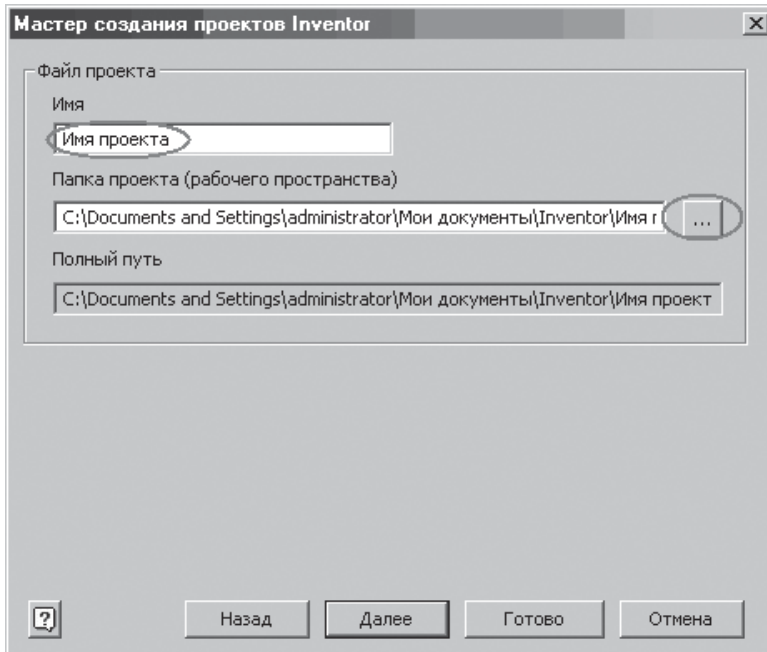 Мастер создания проектов Inventor
Файл проекта
Имя
Имя проекта
Папка проекта (рабочего пространства)
C:\Documents and Settings\administrator\Мои документы\Inventor\Имя г
...
Полный путь
C:\Documents and Settings\administrator\Мои документы\Inventor\Имя проект
?
Назад
Далее
Готово
Отмена